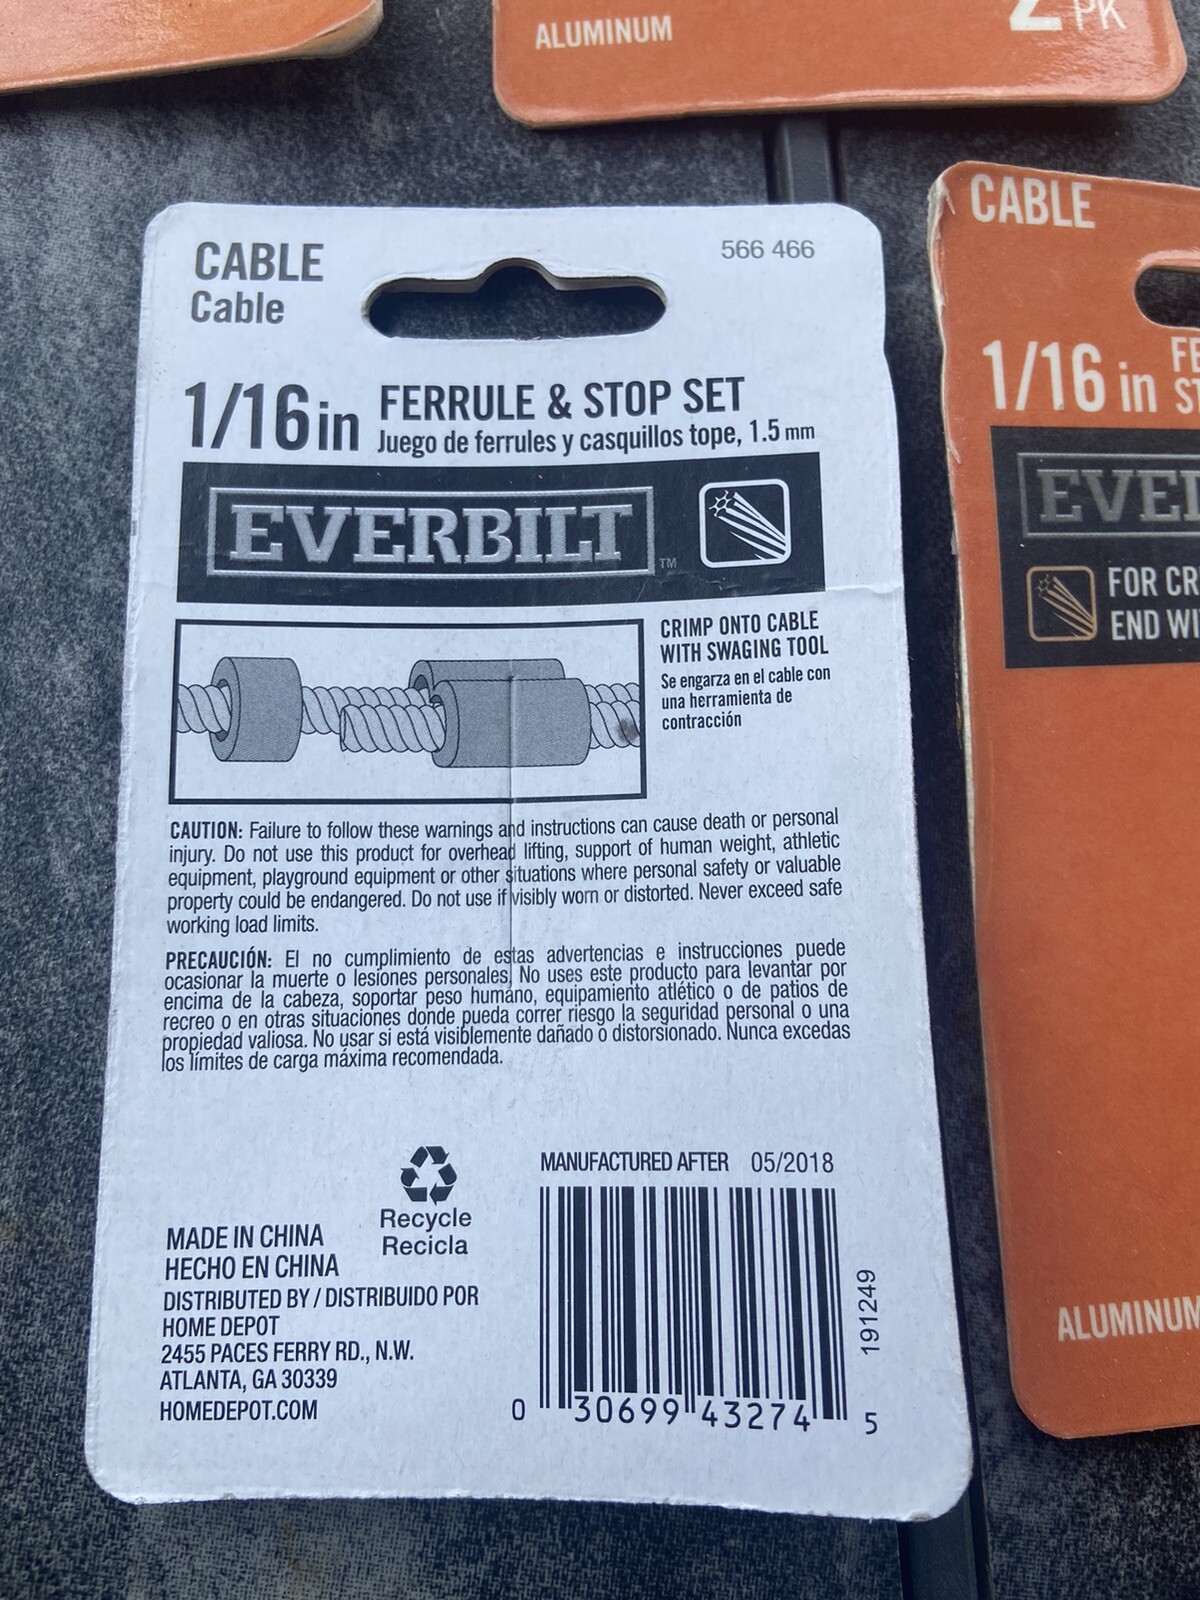 ALUMINUM
2 PK
CABLE
Cable
566 466
1/16 in FERRULE & STOP SET
Juego de ferrules y casquillos tope, 1.5 mm
EVERBILT™
CRIMP ONTO CABLE
WITH SWAGING TOOL
Se engarza en el cable con
una herramienta de
contracción
CAUTION: Failure to follow these warnings and instructions can cause death or personal
injury. Do not use this product for overhead lifting, support of human weight, athletic
equipment, playground equipment or other situations where personal safety or valuable
property could be endangered. Do not use if visibly worn or distorted. Never exceed safe
working load limits.
PRECAUCIÓN: El no cumplimiento de estas advertencias e instrucciones puede
ocasionar la muerte o lesiones personales. No uses este producto para levantar por
encima de la cabeza, soportar peso humano, equipamiento atlético o de patios de
recreo o en otras situaciones donde pueda correr riesgo la seguridad personal o una
propiedad valiosa. No usar si está visiblemente dañado o distorsionado. Nunca excedas
los límites de carga máxima recomendada.
Recycle
Recicla
MANUFACTURED AFTER 05/2018
MADE IN CHINA
HECHO EN CHINA
DISTRIBUTED BY / DISTRIBUIDO POR
HOME DEPOT
2455 PACES FERRY RD., N.W.
ATLANTA, GA 30339
HOMEDEPOT.COM
0 30699 43274 5
191249
CABLE
1/16 in
FOR
END
ALUMINUM